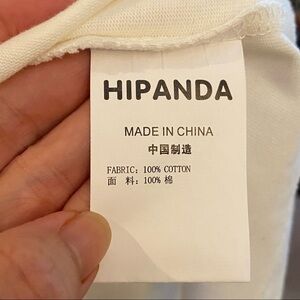 HIPANDA
MADE IN CHINA
中国制造
FABRIC: 100% COTTON
面 料: 100% 棉